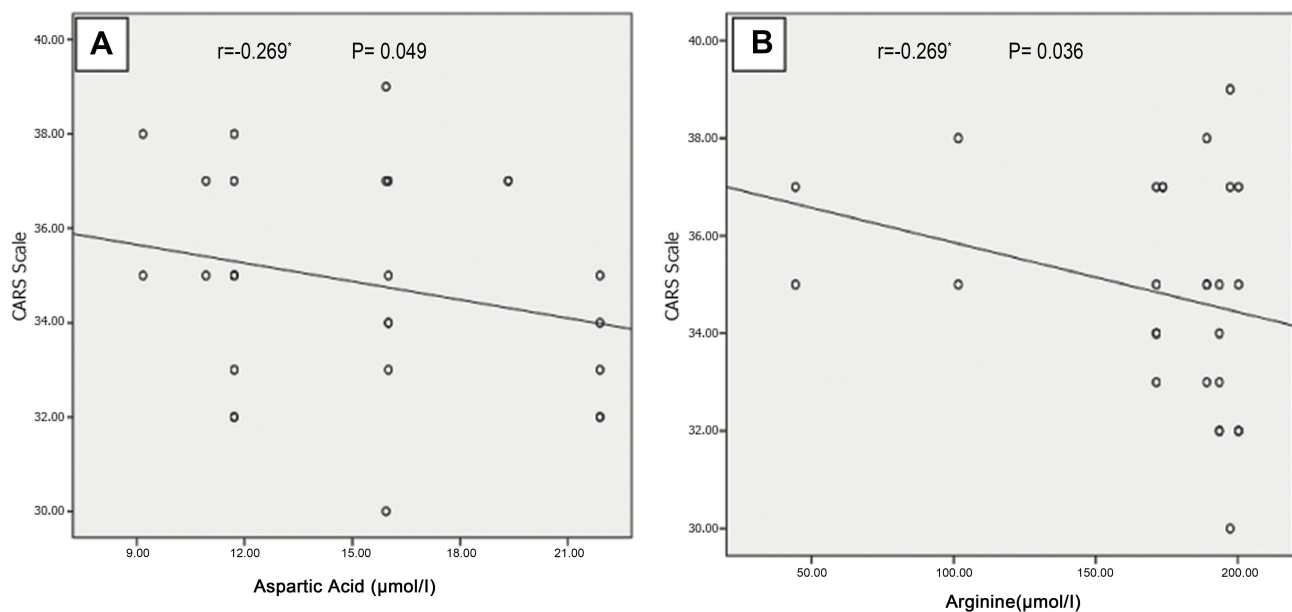 A
r=-0.269* P= 0.049
40.00
38.00
36.00
34.00
32.00
30.00
CARS Scale
9.00 12.00 15.00 18.00 21.00
Aspartic Acid (µmol/l)
B
r=-0.269* P= 0.036
40.00
38.00
36.00
34.00
32.00
30.00
CARS Scale
50.00 100.00 150.00 200.00
Arginine(µmol/l)